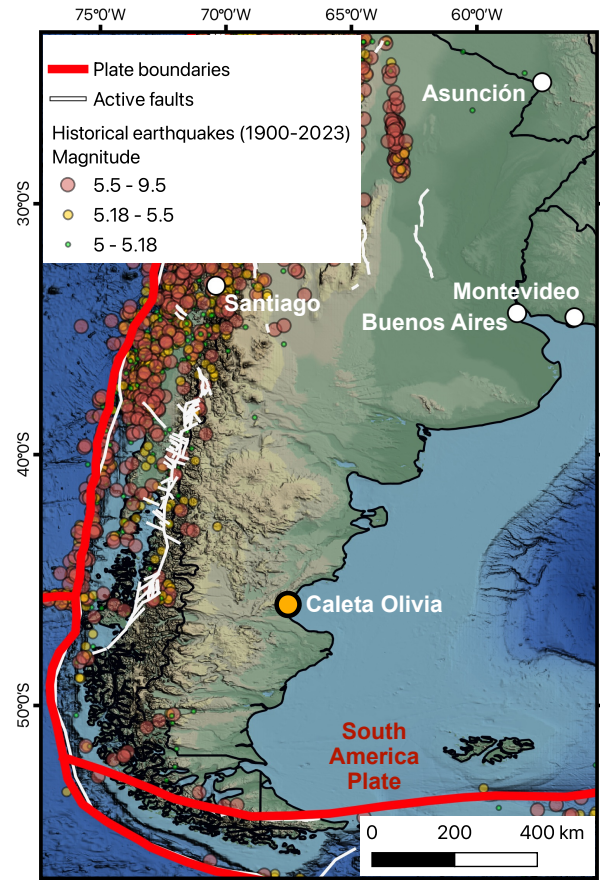 75°0'W 70°0'W 65°0'W 60°0'W
Plate boundaries
Active faults
Historical earthquakes (1900-2023)
Magnitude
5.5 - 9.5
5.18 - 5.5
5 - 5.18
Asunción
30°0'S
Santiago
Montevideo
Buenos Aires
40°0'S
Caleta Olivia
50°0'S
South
America
Plate
0 200 400 km